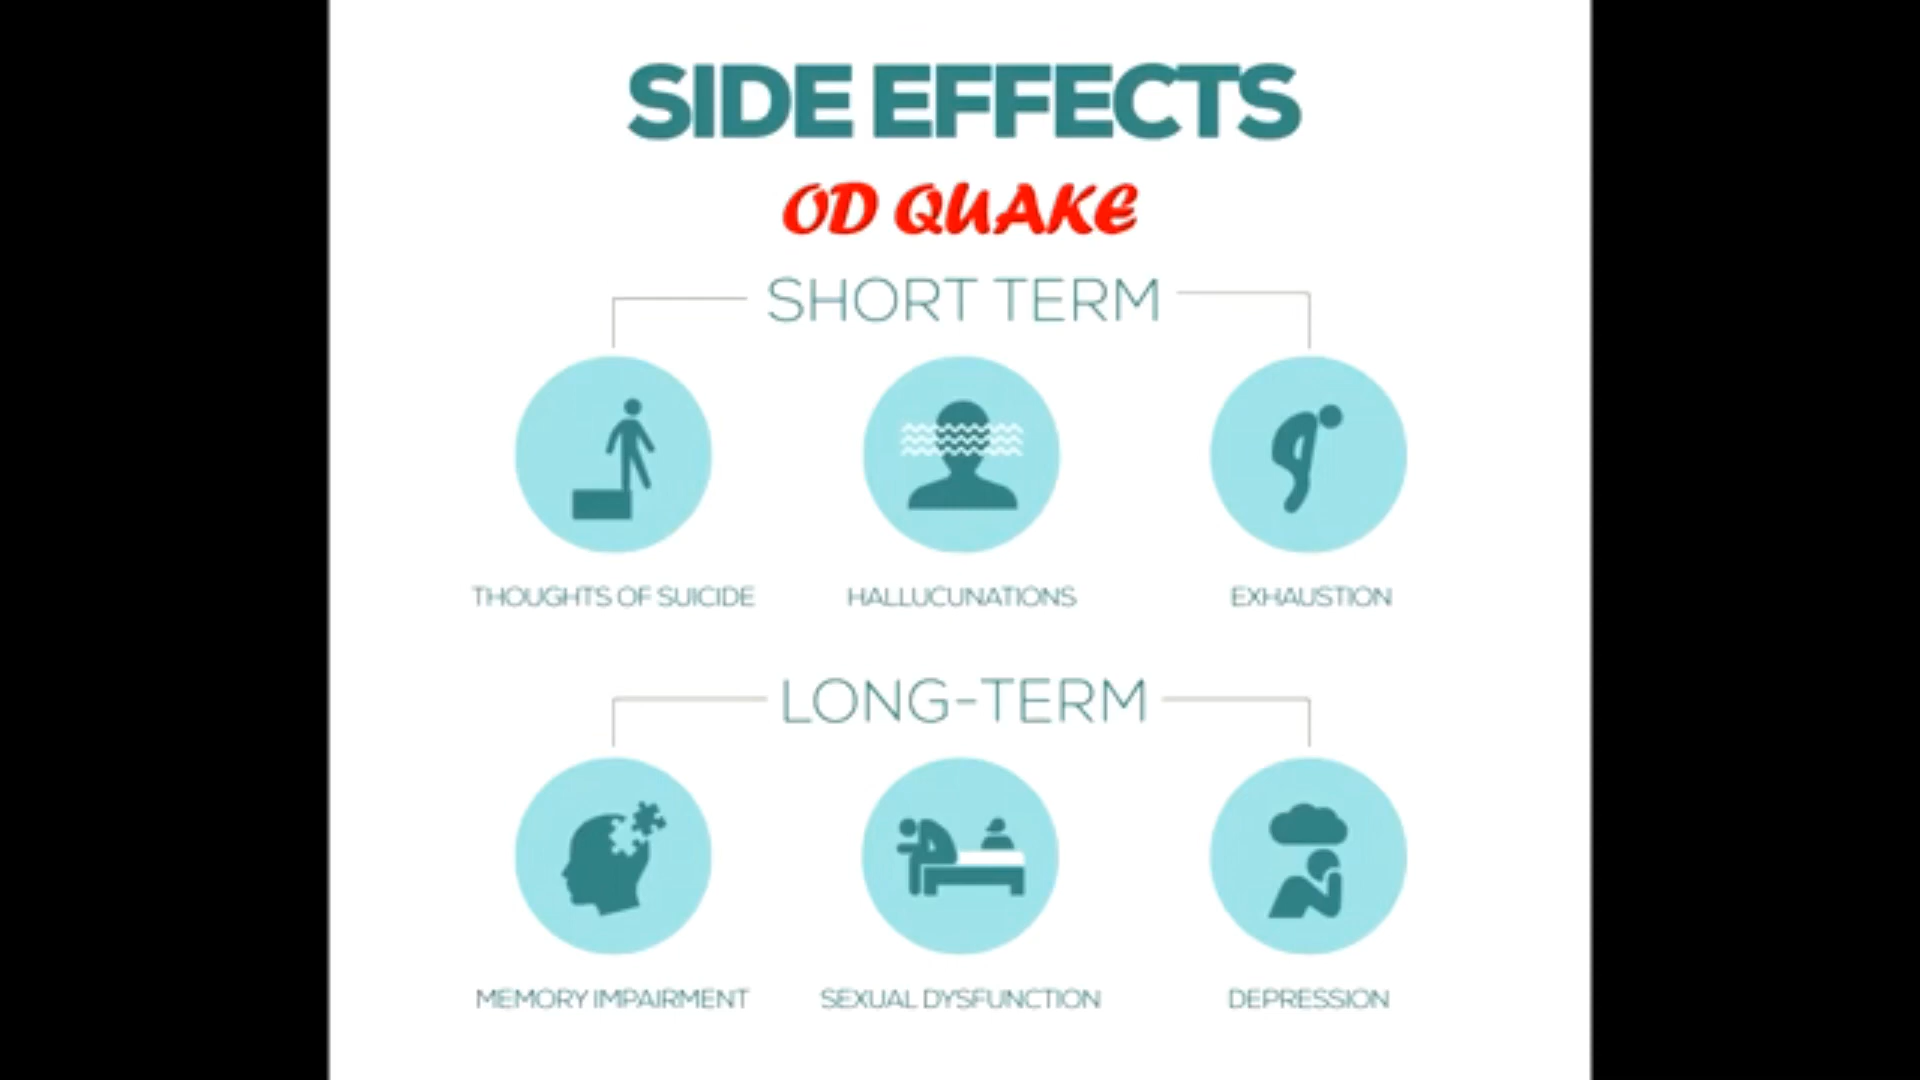 SIDE EFFECTS
OD QUAKE
SHORT TERM
THOUGHTS OF SUICIDE
HALLUCUNATIONS
EXHAUSTION
LONG-TERM
MEMORY IMPAIRMENT
SEXUAL DYSFUNCTION
DEPRESSION